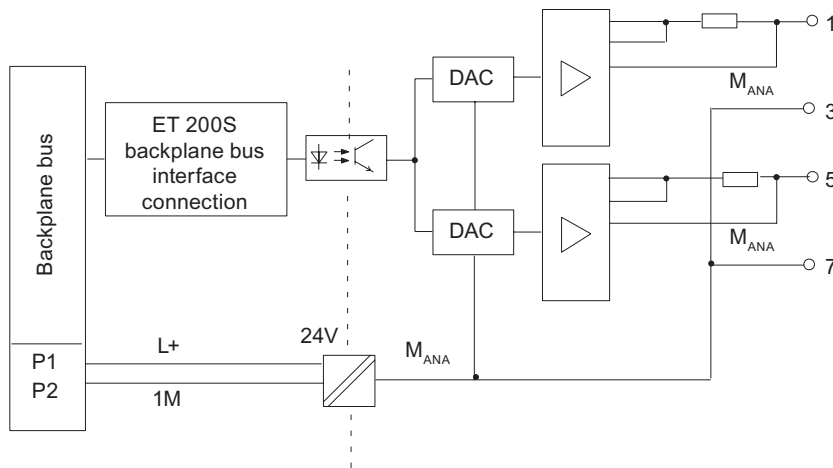 Backplane bus
P1
P2
ET 200S
backplane bus
interface
connection
L+
1M
24V
DAC
DAC
M_ANA
M_ANA
M_ANA
1
3
5
7